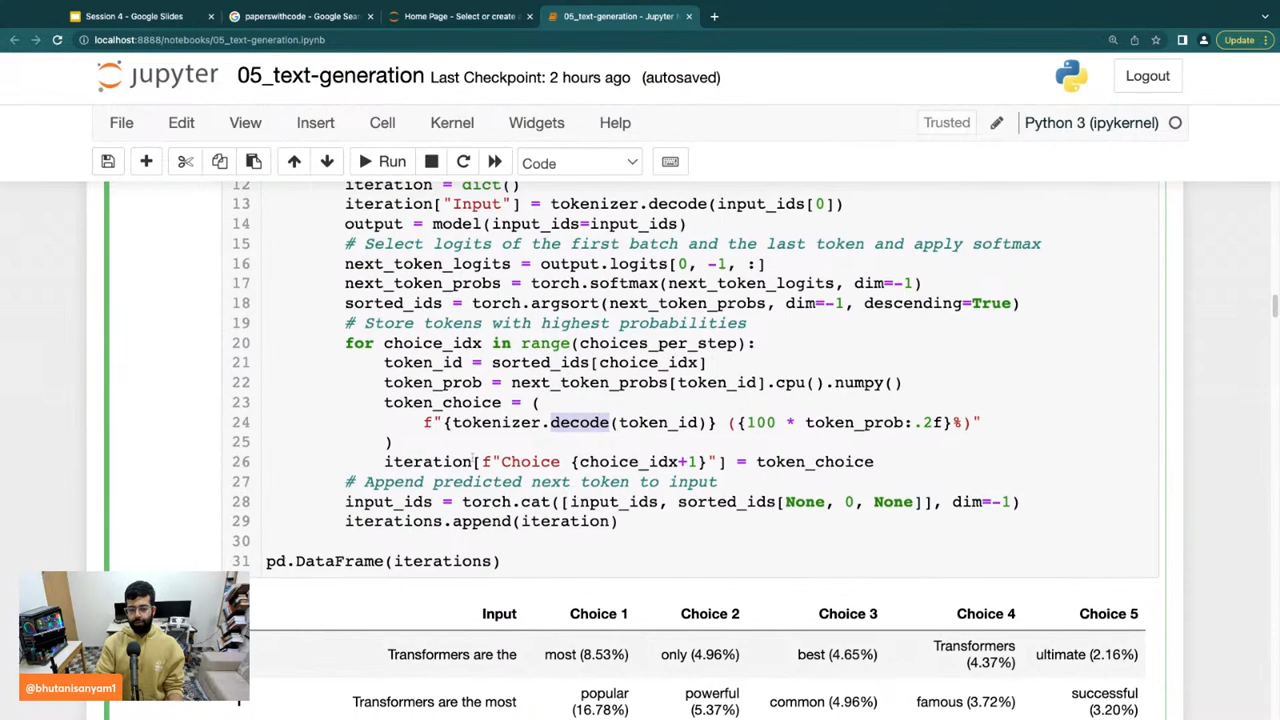 Session 4 - Google Slides
paperswithcode - Google Sea
Home Page - Select or create a
05_text-generation - Jupyter N
localhost:8888/notebooks/05_text-generation.ipynb
Update
jupyter 05_text-generation Last Checkpoint: 2 hours ago (autosaved)
Logout
File Edit View Insert Cell Kernel Widgets Help
Trusted
Python 3 (ipykernel)
Run
Code
12 iteration = dict()
13 iteration["Input"] = tokenizer.decode(input_ids[0])
14 output = model(input_ids=input_ids)
15 # Select logits of the first batch and the last token and apply softmax
16 next_token_logits = output.logits[0, -1, :]
17 next_token_probs = torch.softmax(next_token_logits, dim=-1)
18 sorted_ids = torch.argsort(next_token_probs, dim=-1, descending=True)
19 # Store tokens with highest probabilities
20 for choice_idx in range(choices_per_step):
21 token_id = sorted_ids[choice_idx]
22 token_prob = next_token_probs[token_id].cpu().numpy()
23 token_choice = (
24 f"{tokenizer.decode(token_id)} ({100 * token_prob:.2f}%)"
25 )
26 iteration[f"Choice {choice_idx+1}"] = token_choice
27 # Append predicted next token to input
28 input_ids = torch.cat([input_ids, sorted_ids[None, 0, None]], dim=-1)
29 iterations.append(iteration)
30
31 pd.DataFrame(iterations)
Input Choice 1 Choice 2 Choice 3 Choice 4 Choice 5
Transformers are the most (8.53%) only (4.96%) best (4.65%) Transformers (4.37%) ultimate (2.16%)
Transformers are the most popular (16.78%) powerful (5.37%) common (4.96%) famous (3.72%) successful (3.20%)
@bhutanisanyam1